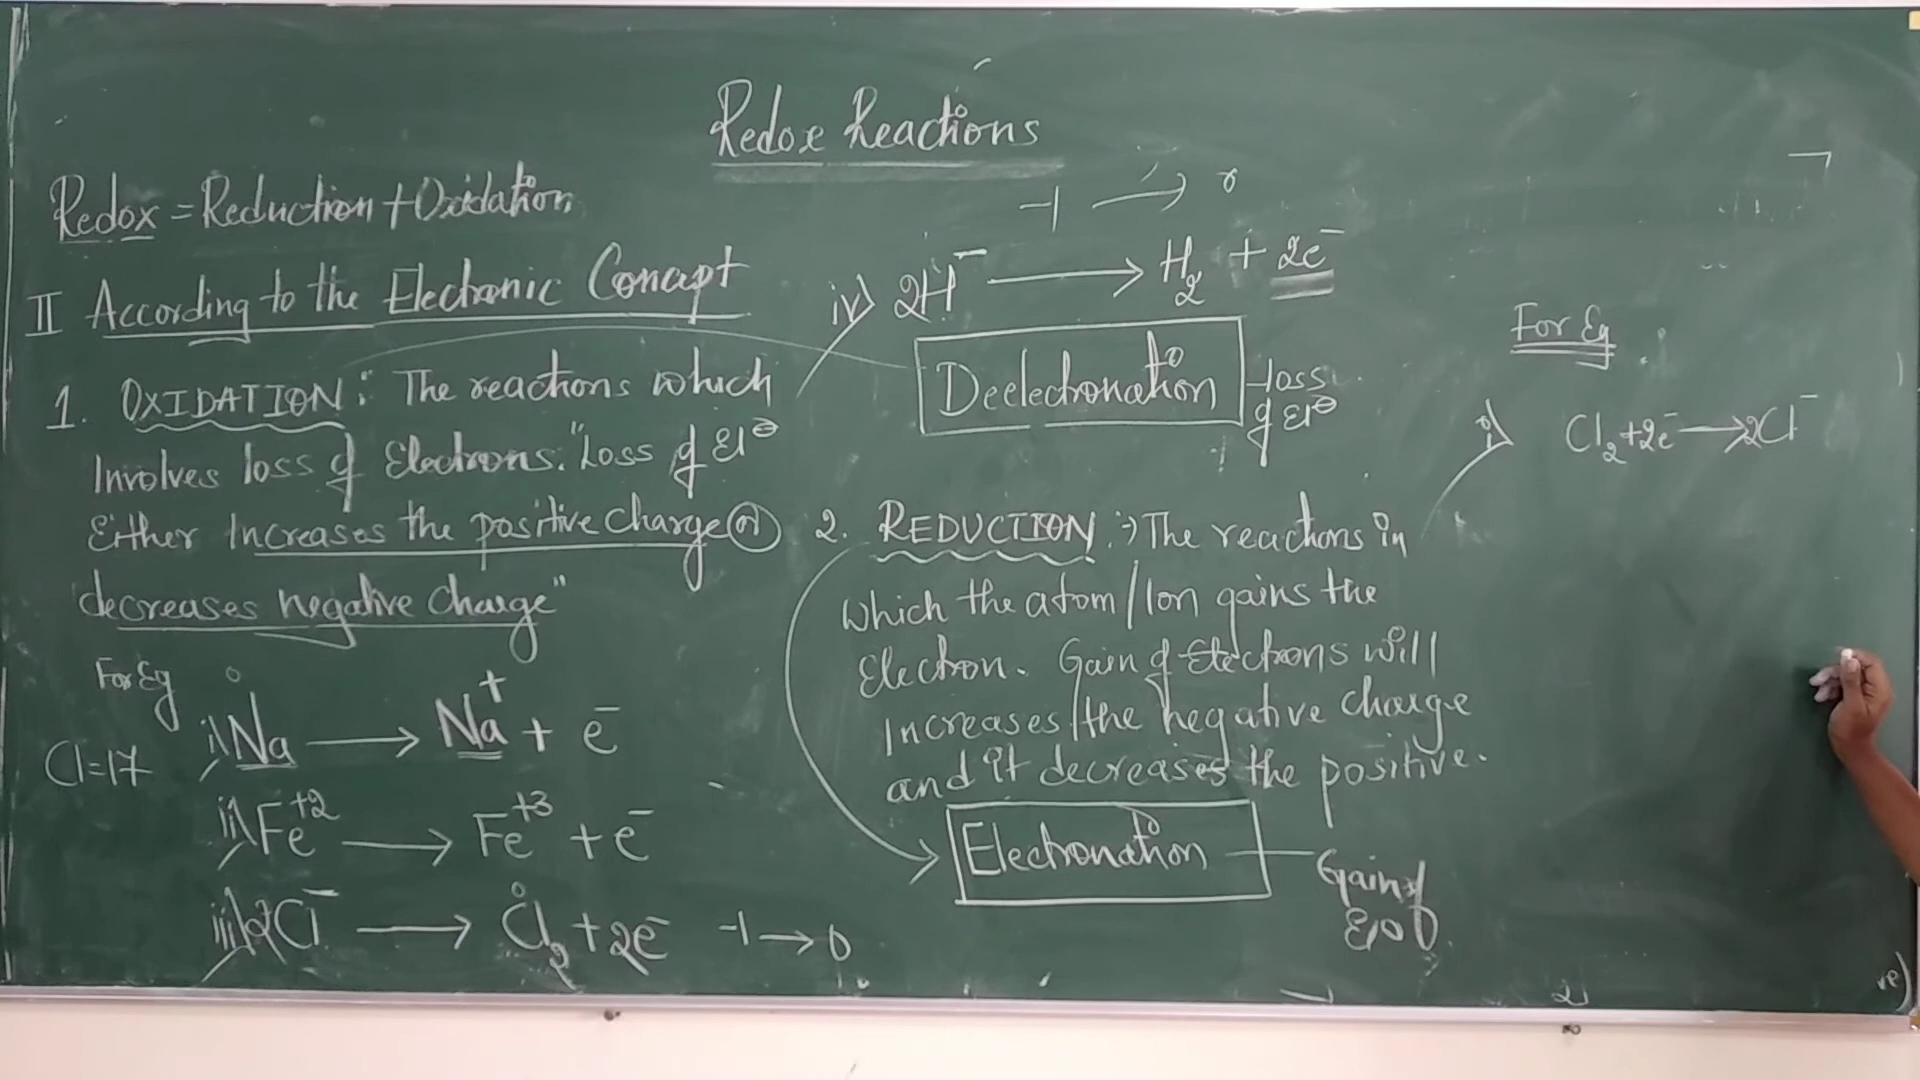 Redox Reactions
Redox = Reduction + Oxidation
II According to the Electronic Concept
1. OXIDATION: The reactions which
Involves loss of Electrons. "Loss of El⊖
Either Increases the positive charge (or)
decreases negative charge"
For Eg
i) Na ⟶ Na⁺ + e⁻
Cl=17
ii) Fe⁺² ⟶ Fe⁺³ + e⁻
iii) 2Cl⁻ ⟶ Cl₂ + 2e⁻ -1 → 0
-1 ⟶ 0
iv) 2H⁻ ⟶ H₂ + 2e⁻
Deelectronation
loss
of El⊖
2. REDUCTION :→ The reactions in
which the atom / Ion gains the
Electron. Gain of Electrons will
Increases the negative charge
and it decreases the positive.
Electronation
Gain of
For Eg
i) Cl₂ + 2e⁻ ⟶ 2Cl⁻